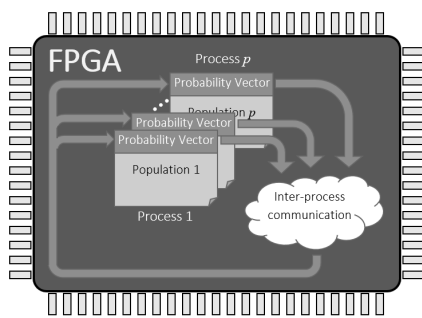 FPGA
Process p
Probability Vector
Population p
Probability Vector
Probability Vector
Population 1
Process 1
Inter-process
communication